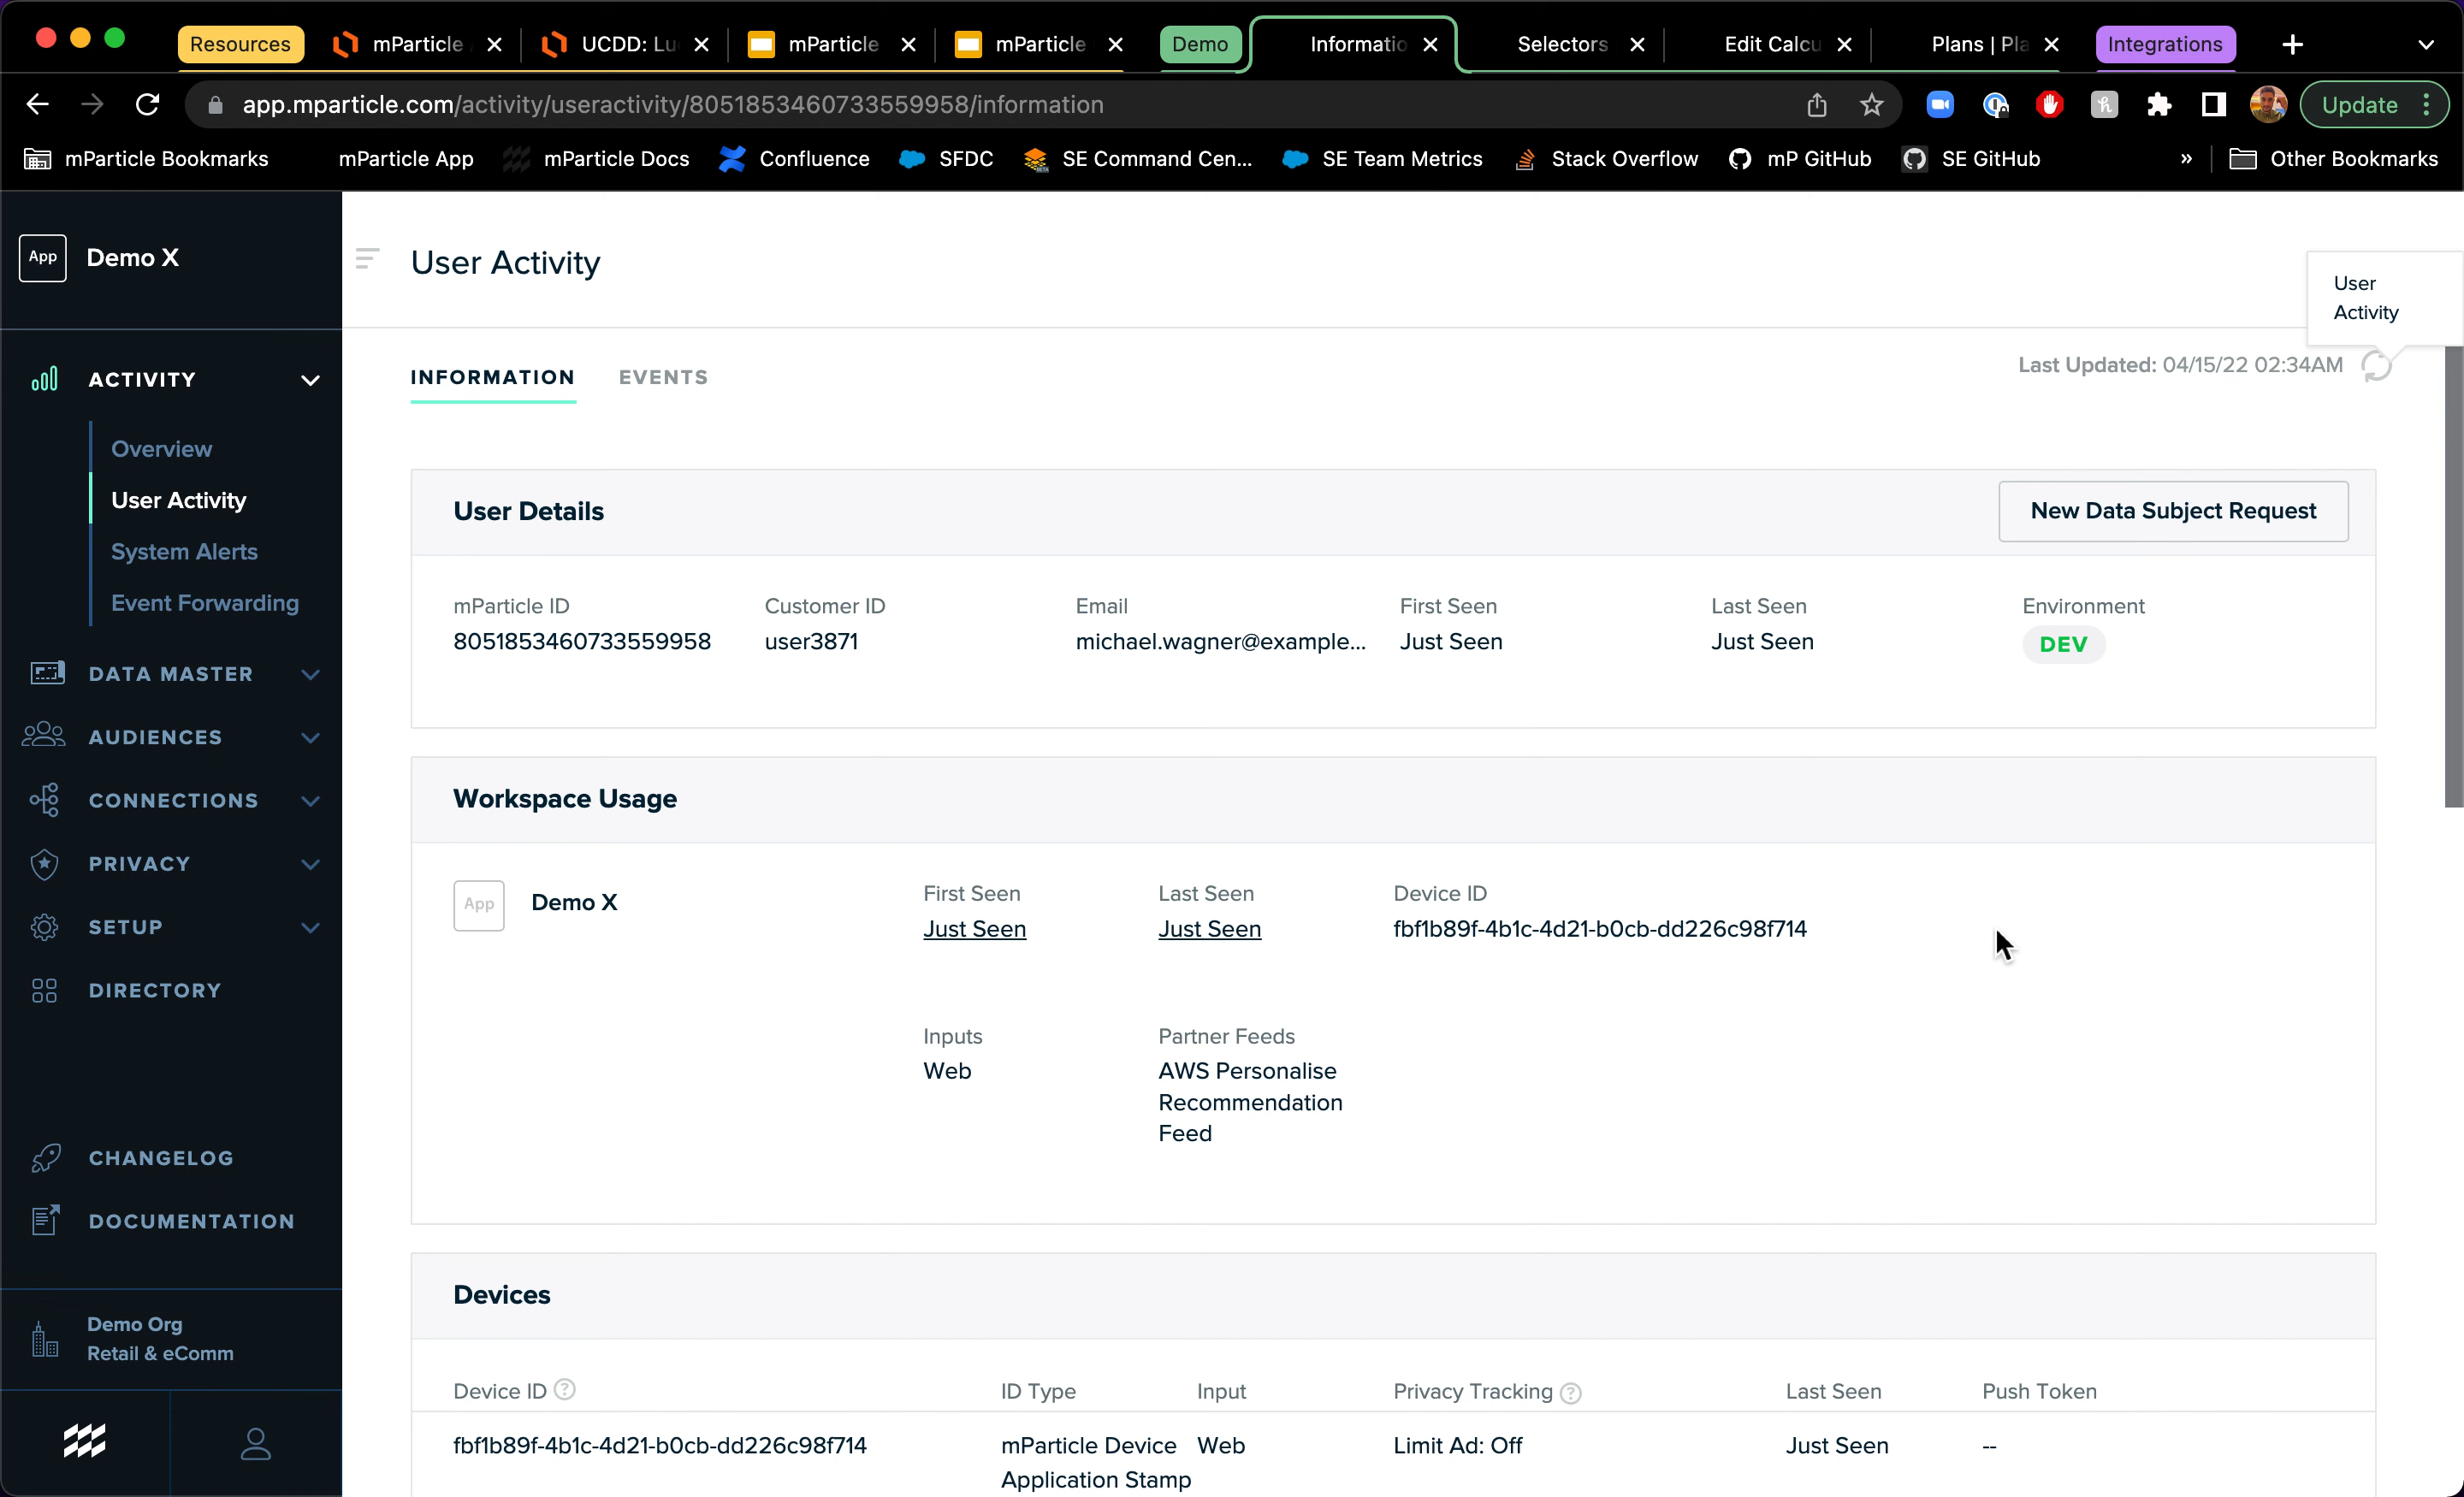 Resources
mParticle
UCDD: Lu
mParticle
mParticle
Demo
Informatio
Selectors
Edit Calcu
Plans | Pla
Integrations
app.mparticle.com/activity/useractivity/8051853460733559958/information
Update
mParticle Bookmarks
mParticle App
mParticle Docs
Confluence
SFDC
SE Command Cen...
SE Team Metrics
Stack Overflow
mP GitHub
SE GitHub
»
Other Bookmarks
App
Demo X
ACTIVITY
Overview
User Activity
System Alerts
Event Forwarding
DATA MASTER
AUDIENCES
CONNECTIONS
PRIVACY
SETUP
DIRECTORY
CHANGELOG
DOCUMENTATION
Demo Org
Retail & eComm
User Activity
User
Activity
INFORMATION
EVENTS
Last Updated: 04/15/22 02:34AM
User Details
New Data Subject Request
mParticle ID
Customer ID
Email
First Seen
Last Seen
Environment
8051853460733559958
user3871
michael.wagner@example...
Just Seen
Just Seen
DEV
Workspace Usage
App
Demo X
First Seen
Last Seen
Device ID
Just Seen
Just Seen
fbf1b89f-4b1c-4d21-b0cb-dd226c98f714
Inputs
Partner Feeds
Web
AWS Personalise
Recommendation
Feed
Devices
Device ID
ID Type
Input
Privacy Tracking
Last Seen
Push Token
fbf1b89f-4b1c-4d21-b0cb-dd226c98f714
mParticle Device
Application Stamp
Web
Limit Ad: Off
Just Seen
--